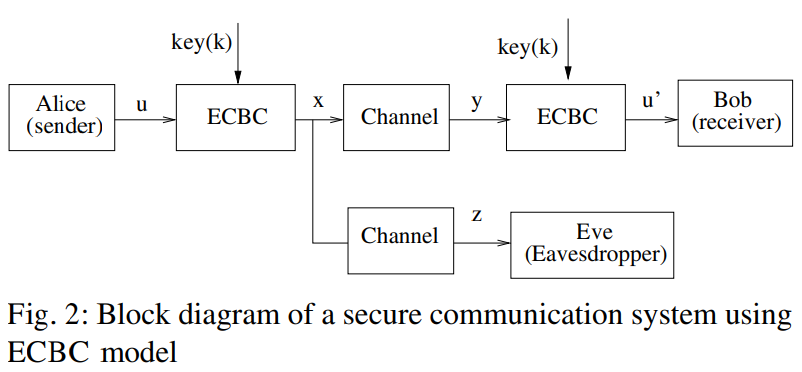 key(k)
key(k)
Alice
(sender)
u
ECBC
x
Channel
y
ECBC
u'
Bob
(receiver)
Channel
z
Eve
(Eavesdropper)
Fig. 2: Block diagram of a secure communication system using
ECBC model